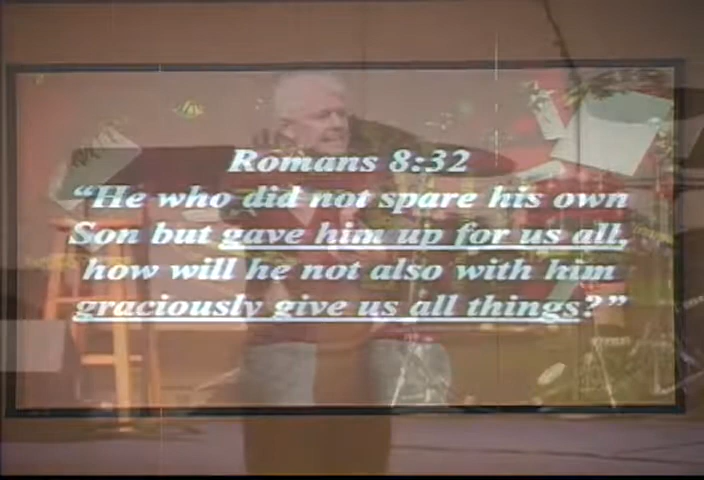 Romans 8:32
“He who did not spare his own
Son but gave him up for us all,
how will he not also with him
graciously give us all things?”